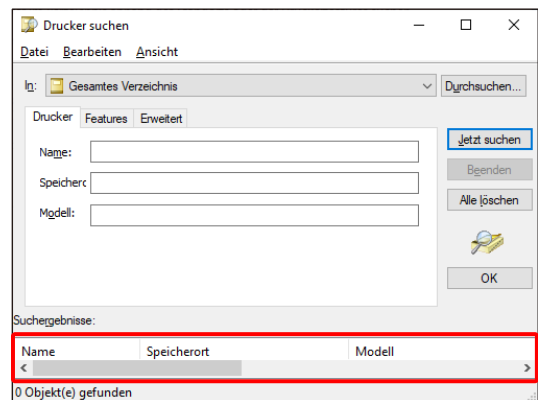 Drucker suchen
Datei Bearbeiten Ansicht
In: Gesamtes Verzeichnis Durchsuchen...
Drucker Features Erweitert
Jetzt suchen
Name:
Beenden
Speicherc
Alle löschen
Modell:
OK
Suchergebnisse:
Name Speicherort Modell
0 Objekt(e) gefunden